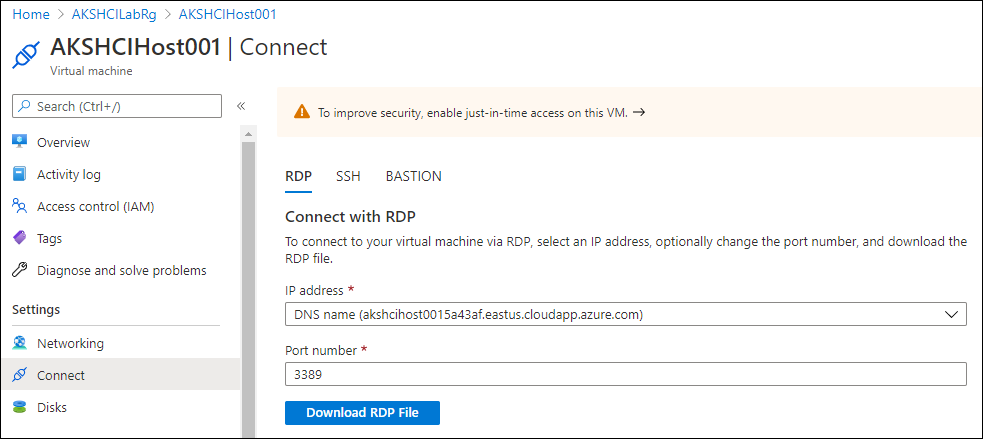 Home > AKSHCILabRg > AKSHCIHost001
AKSHCIHost001 | Connect
Virtual machine
Search (Ctrl+/)
«
Overview
Activity log
Access control (IAM)
Tags
Diagnose and solve problems
Settings
Networking
Connect
Disks
To improve security, enable just-in-time access on this VM. →
RDP SSH BASTION
Connect with RDP
To connect to your virtual machine via RDP, select an IP address, optionally change the port number, and download the
RDP file.
IP address *
DNS name (akshcihost0015a43af.eastus.cloudapp.azure.com)
Port number *
3389
Download RDP File